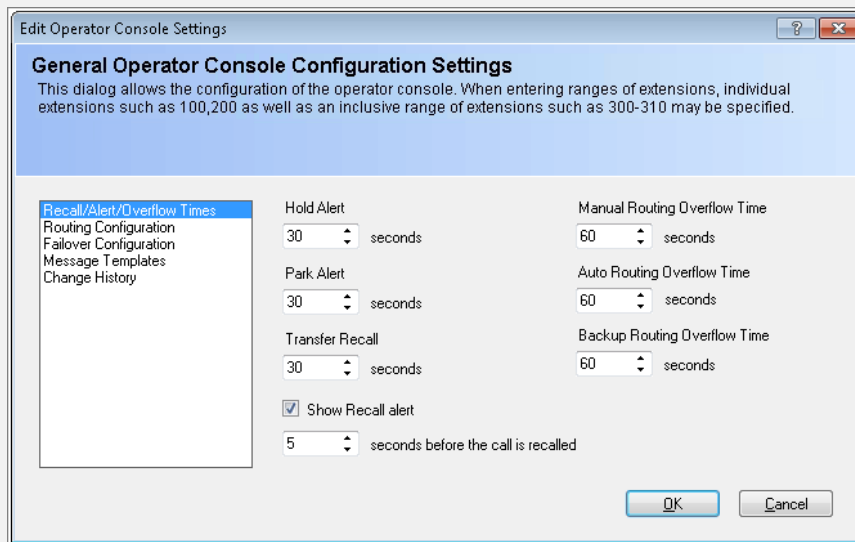 Edit Operator Console Settings
General Operator Console Configuration Settings
This dialog allows the configuration of the operator console. When entering ranges of extensions, individual
extensions such as 100,200 as well as an inclusive range of extensions such as 300-310 may be specified.
Recall/Alert/Overflow Times
Routing Configuration
Failover Configuration
Message Templates
Change History
Hold Alert
30 seconds
Park Alert
30 seconds
Transfer Recall
30 seconds
Show Recall alert
5 seconds before the call is recalled
Manual Routing Overflow Time
60 seconds
Auto Routing Overflow Time
60 seconds
Backup Routing Overflow Time
60 seconds
OK
Cancel